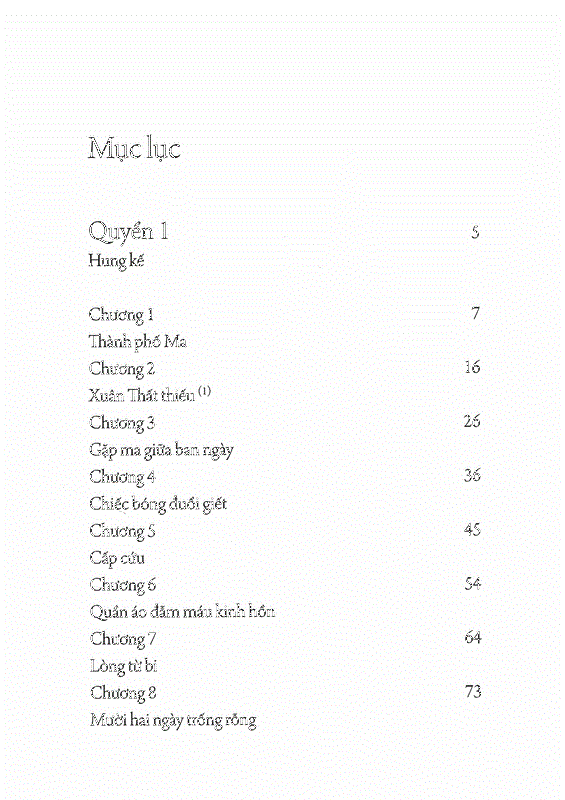 Mục lục
Quyển 1 5
Hung kế
Chương 1 7
Thành phố Ma
Chương 2 16
Xuân Thất thiếu (1)
Chương 3 26
Gặp ma giữa ban ngày
Chương 4 36
Chiếc bóng đuổi giết
Chương 5 45
Cấp cứu
Chương 6 54
Quần áo đẫm máu kinh hồn
Chương 7 64
Lòng từ bi
Chương 8 73
Mười hai ngày trống rỗng